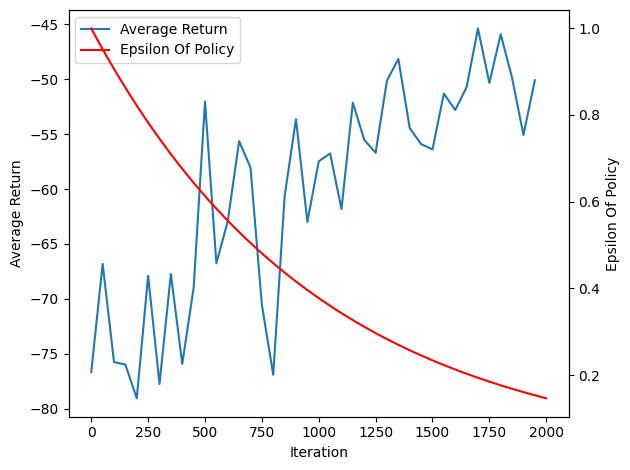 Average Return
Epsilon Of Policy
−45
−50
−55
−60
−65
−70
−75
−80
Average Return
1.0
0.8
0.6
0.4
0.2
Epsilon Of Policy
0 250 500 750 1000 1250 1500 1750 2000
Iteration